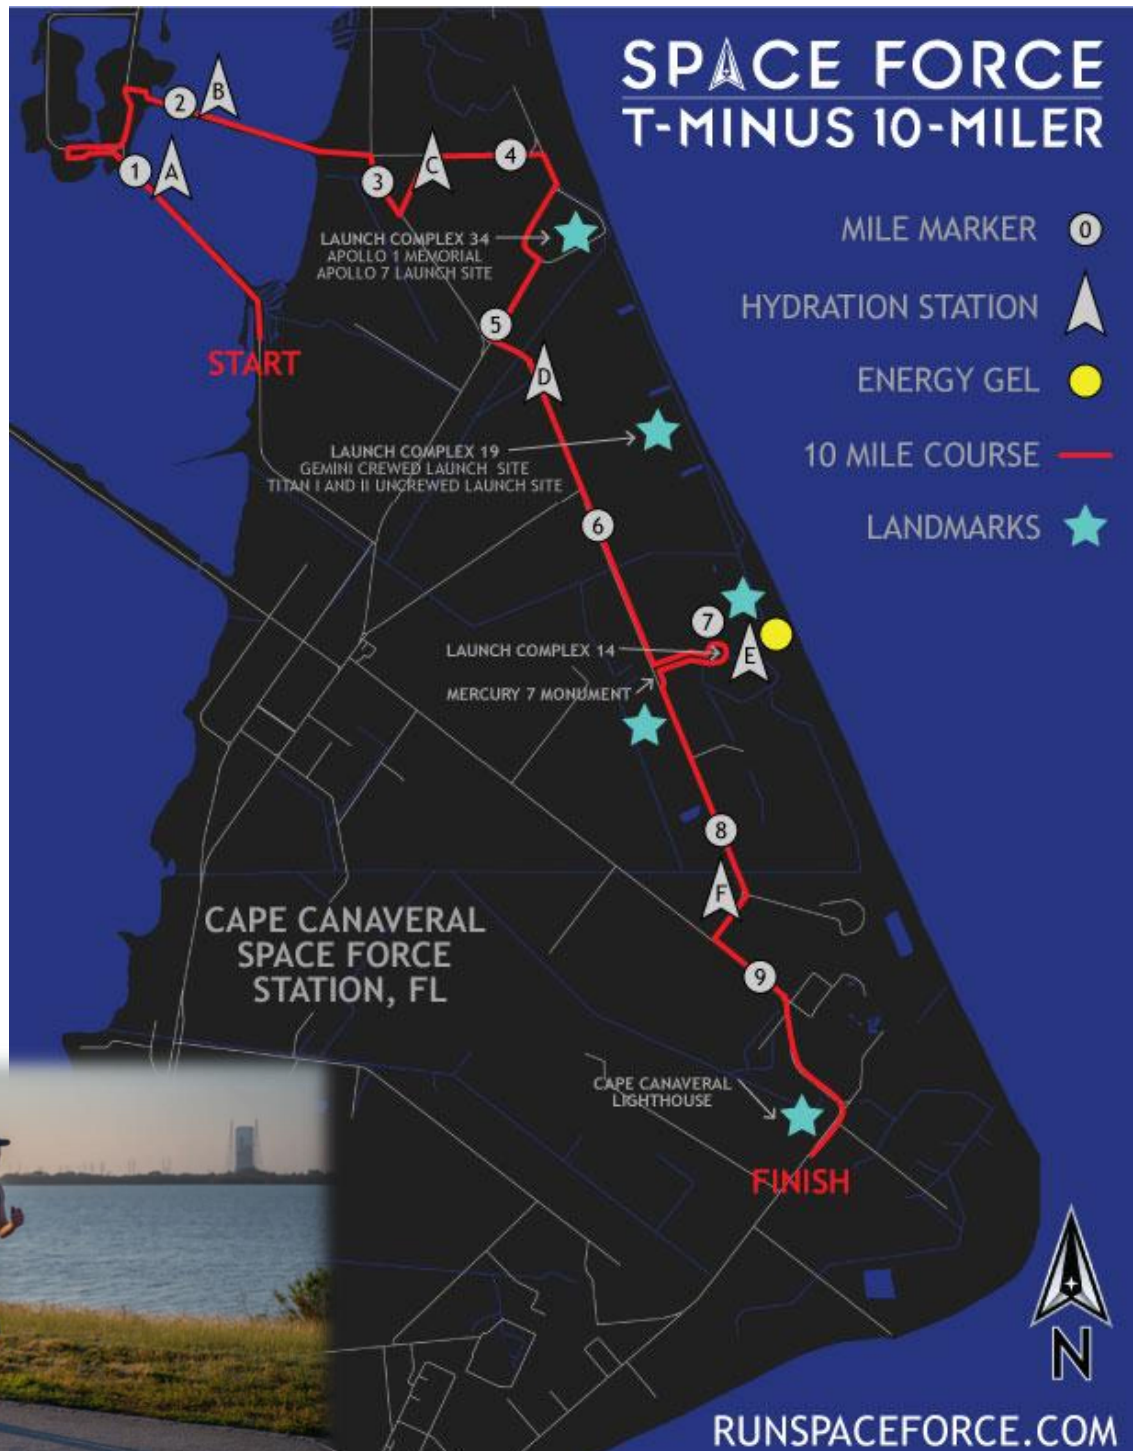 SPACE FORCE
T-MINUS 10-MILER
MILE MARKER 0
HYDRATION STATION
ENERGY GEL
10 MILE COURSE
LANDMARKS
2 B
1 A
3 C 4
LAUNCH COMPLEX 34
APOLLO 1 MEMORIAL
APOLLO 7 LAUNCH SITE
5
START
D
LAUNCH COMPLEX 19
GEMINI CREWED LAUNCH SITE
TITAN I AND II UNCREWED LAUNCH SITE
6
7
LAUNCH COMPLEX 14
E
MERCURY 7 MONUMENT
8
F
CAPE CANAVERAL
SPACE FORCE
STATION, FL
9
CAPE CANAVERAL
LIGHTHOUSE
FINISH
N
RUNSPACEFORCE.COM